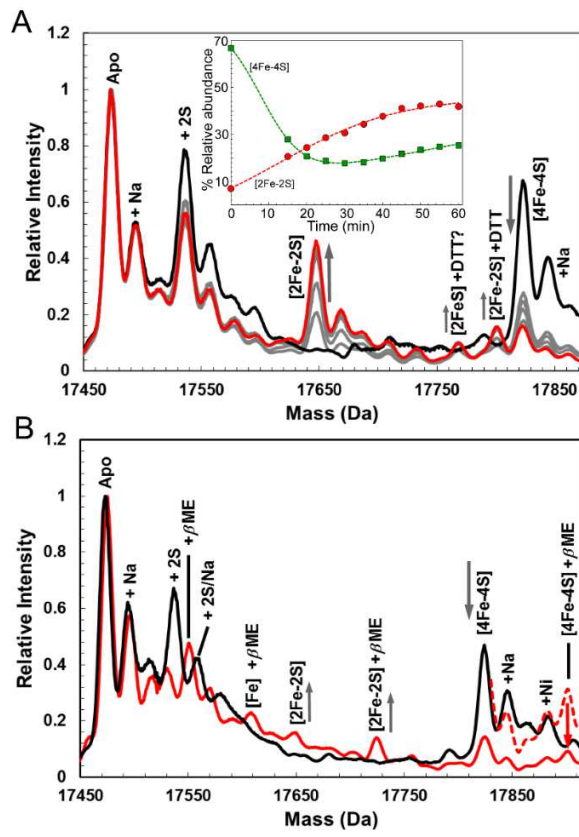 A
1.2
1
0.8
0.6
0.4
0.2
0
Relative Intensity
Apo
+ Na
+ 2S
[2Fe-2S]
[2FeS] +DTT?
[2Fe-2S] +DTT
[4Fe-4S]
+Na
70
50
30
10
% Relative abundance
[4Fe-4S]
[2Fe-2S]
0 10 20 30 40 50 60
Time (min)
17450 17550 17650 17750 17850
Mass (Da)
B
1.2
1
0.8
0.6
0.4
0.2
0
Relative Intensity
Apo
+ Na
+ 2S
+ βME
+ 2S/Na
[Fe] +βME
[2Fe-2S]
[2Fe-2S] + βME
[4Fe-4S]
+Na
+Ni
[4Fe-4S] + βME
17450 17550 17650 17750 17850
Mass (Da)